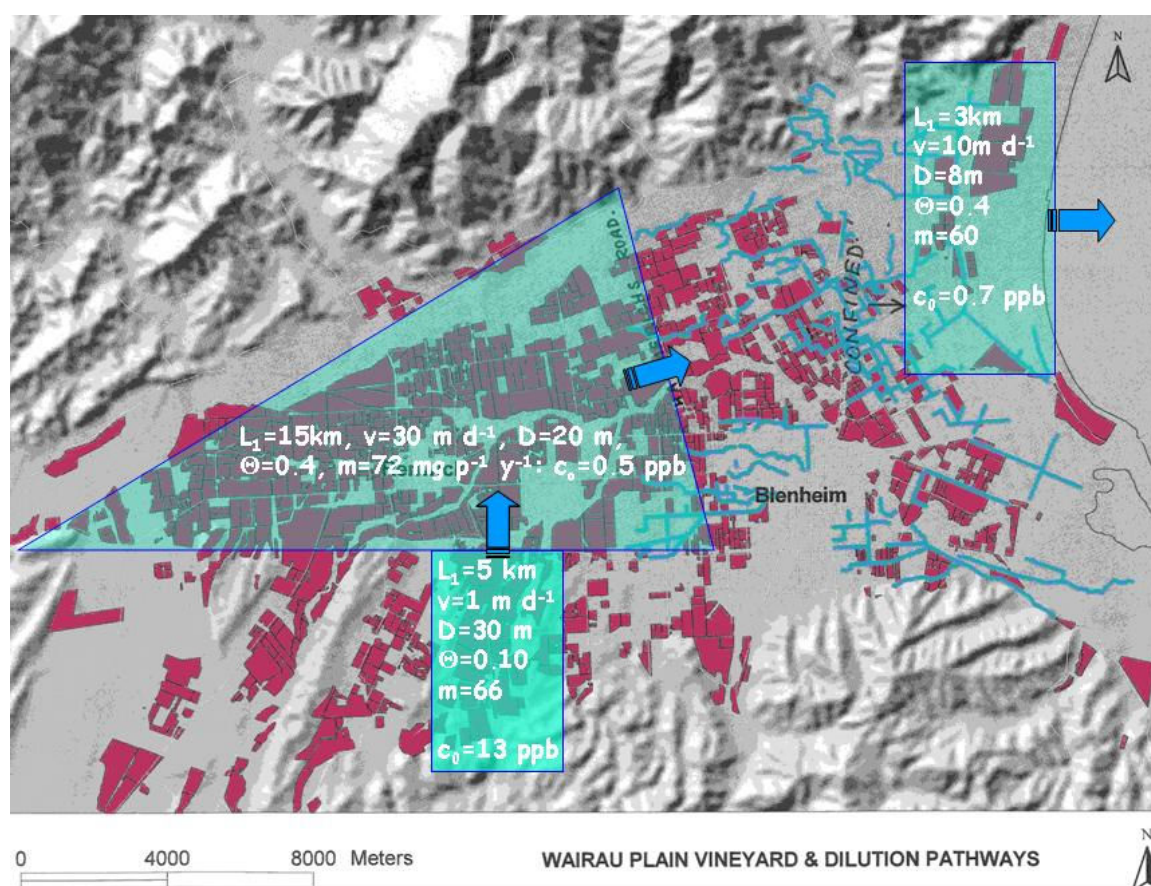 N
L₁=3km
v=10m d⁻¹
D=8m
Θ=0.4
m=60
c₀=0.7 ppb
ROAD.
CONFINED.
L₁=15km, v=30 m d⁻¹, D=20 m,
Θ=0.4, m=72 mg p⁻¹ y⁻¹: c₀=0.5 ppb
Blenheim
L₁=5 km
v=1 m d⁻¹
D=30 m
Θ=0.10
m=66
c₀=13 ppb
0 4000 8000 Meters
WAIRAU PLAIN VINEYARD & DILUTION PATHWAYS
N